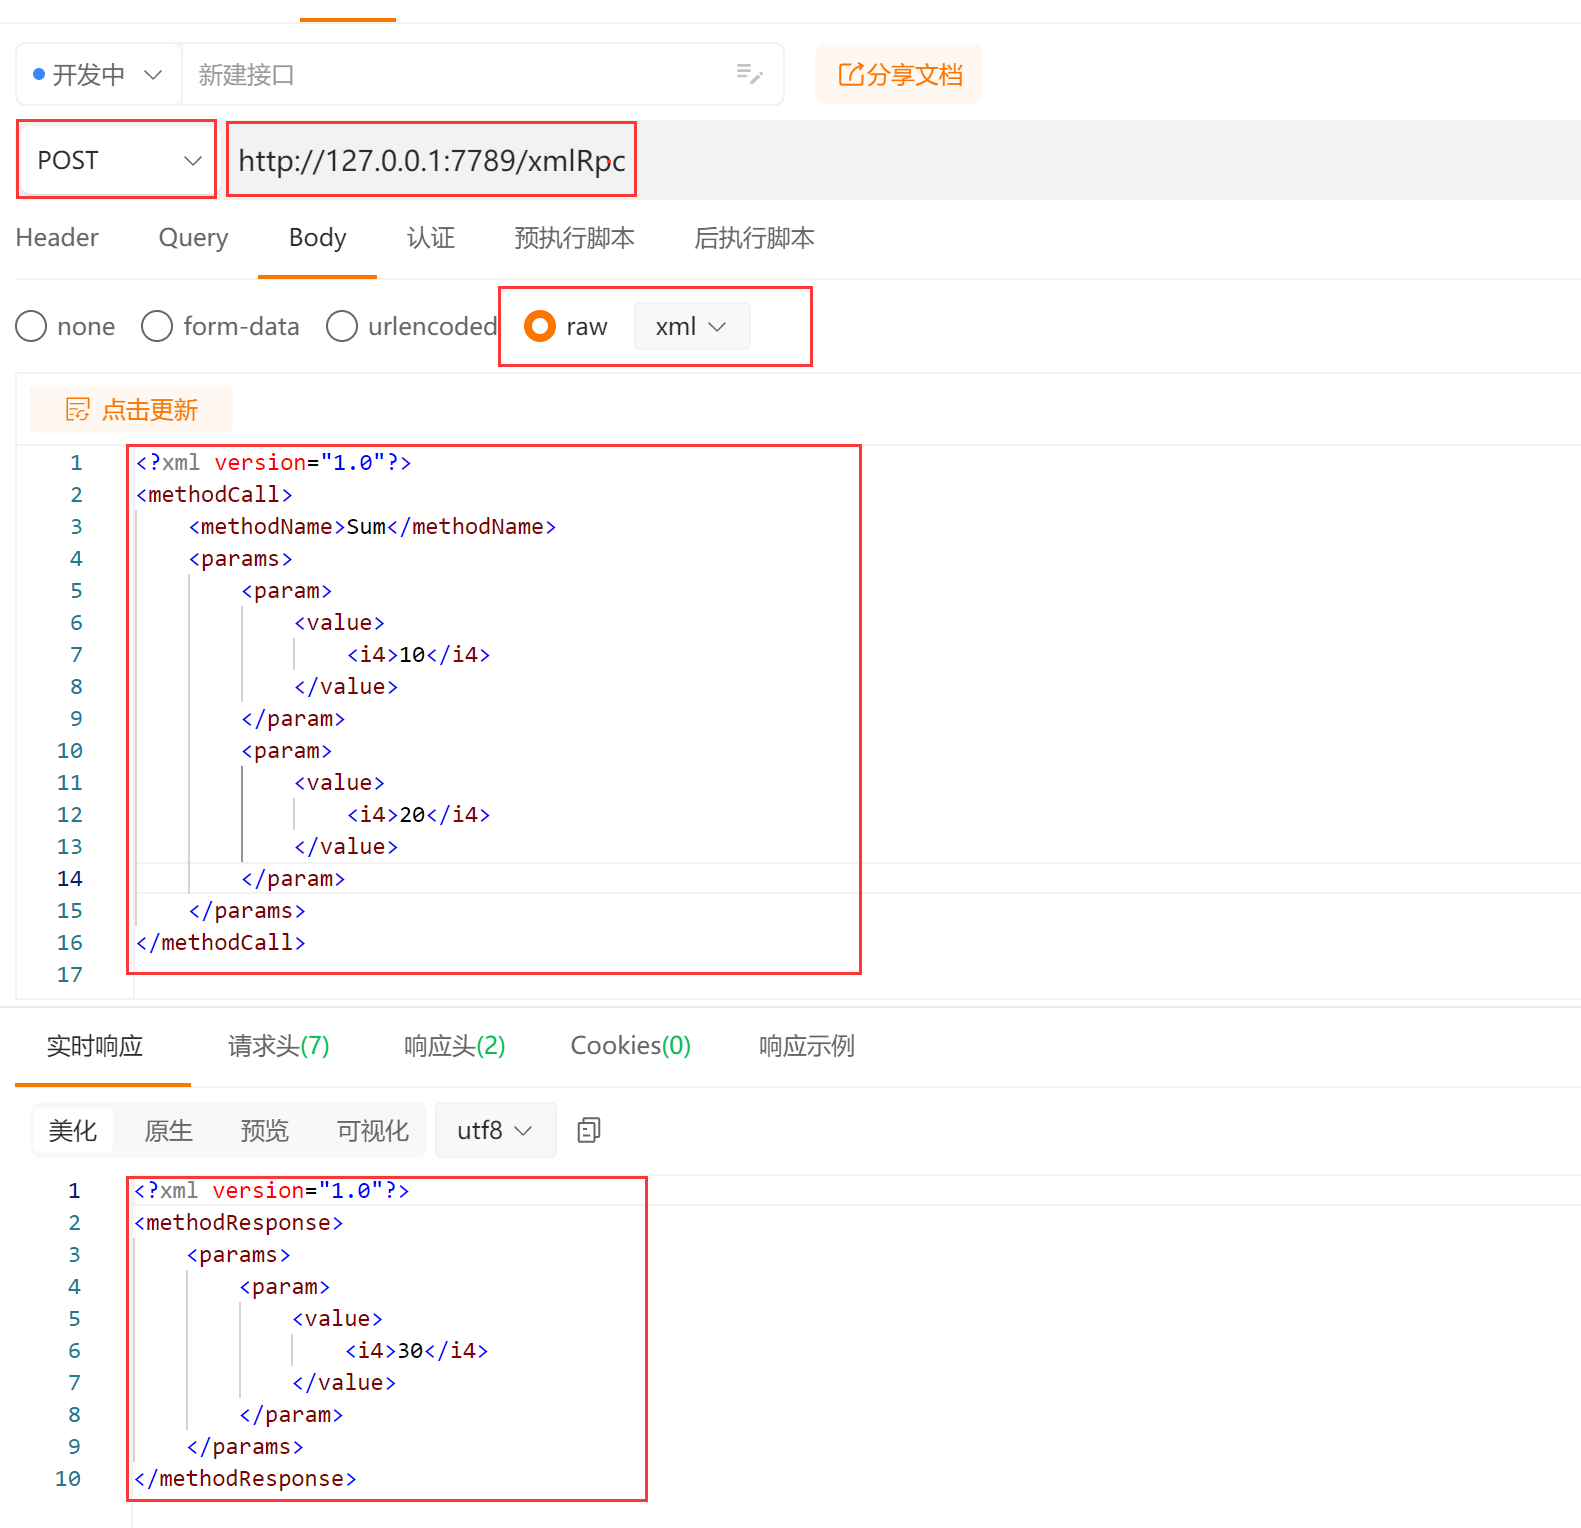 开发中 新建接口 分享文档
POST http://127.0.0.1:7789/xmlRpc
Header Query Body 认证 预执行脚本 后执行脚本
none form-data urlencoded raw xml
点击更新
1 <?xml version="1.0"?>
2 <methodCall>
3     <methodName>Sum</methodName>
4     <params>
5         <param>
6             <value>
7                 <i4>10</i4>
8             </value>
9         </param>
10         <param>
11             <value>
12                 <i4>20</i4>
13             </value>
14         </param>
15     </params>
16 </methodCall>
17
实时响应 请求头(7) 响应头(2) Cookies(0) 响应示例
美化 原生 预览 可视化 utf8
1 <?xml version="1.0"?>
2 <methodResponse>
3     <params>
4         <param>
5             <value>
6                 <i4>30</i4>
7             </value>
8         </param>
9     </params>
10 </methodResponse>